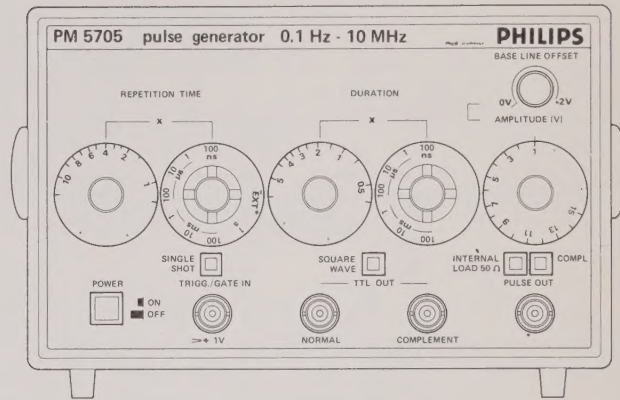 PM 5705 pulse generator 0.1 Hz - 10 MHz
PHILIPS
BASE LINE OFFSET
0V +2V
AMPLITUDE (V)
REPETITION TIME
x
DURATION
x
10 8 6 4 2 1
100 ns
1 10 µs 100
1 10 ms 100
1 s
EXT*
5 4 3 2 1 0.5
100 ns
1 10 µs 100
1 10 ms 100
1 3 5 7 9 11 13 15
SINGLE SHOT
SQUARE WAVE
INTERNAL LOAD 50 Ω
COMPL
POWER
ON
OFF
TRIGG./GATE IN
TTL OUT
PULSE OUT
⩾+ 1V
NORMAL
COMPLEMENT